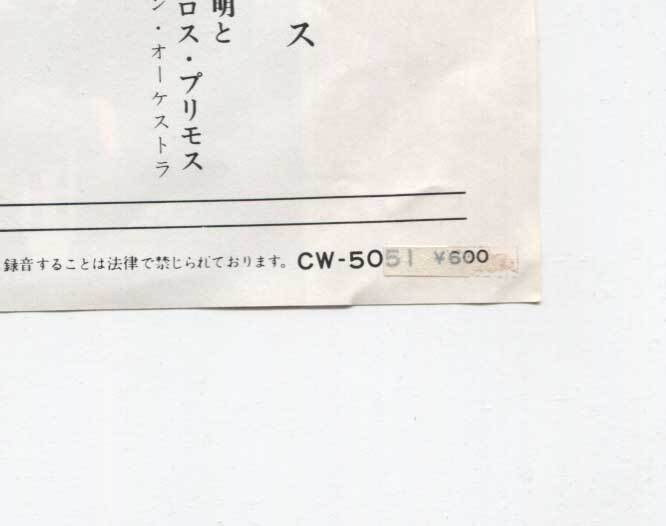 ス
明と
ロス・プリモス
ン・オーケストラ
録音することは法律で禁じられております。 CW-5051 ¥600